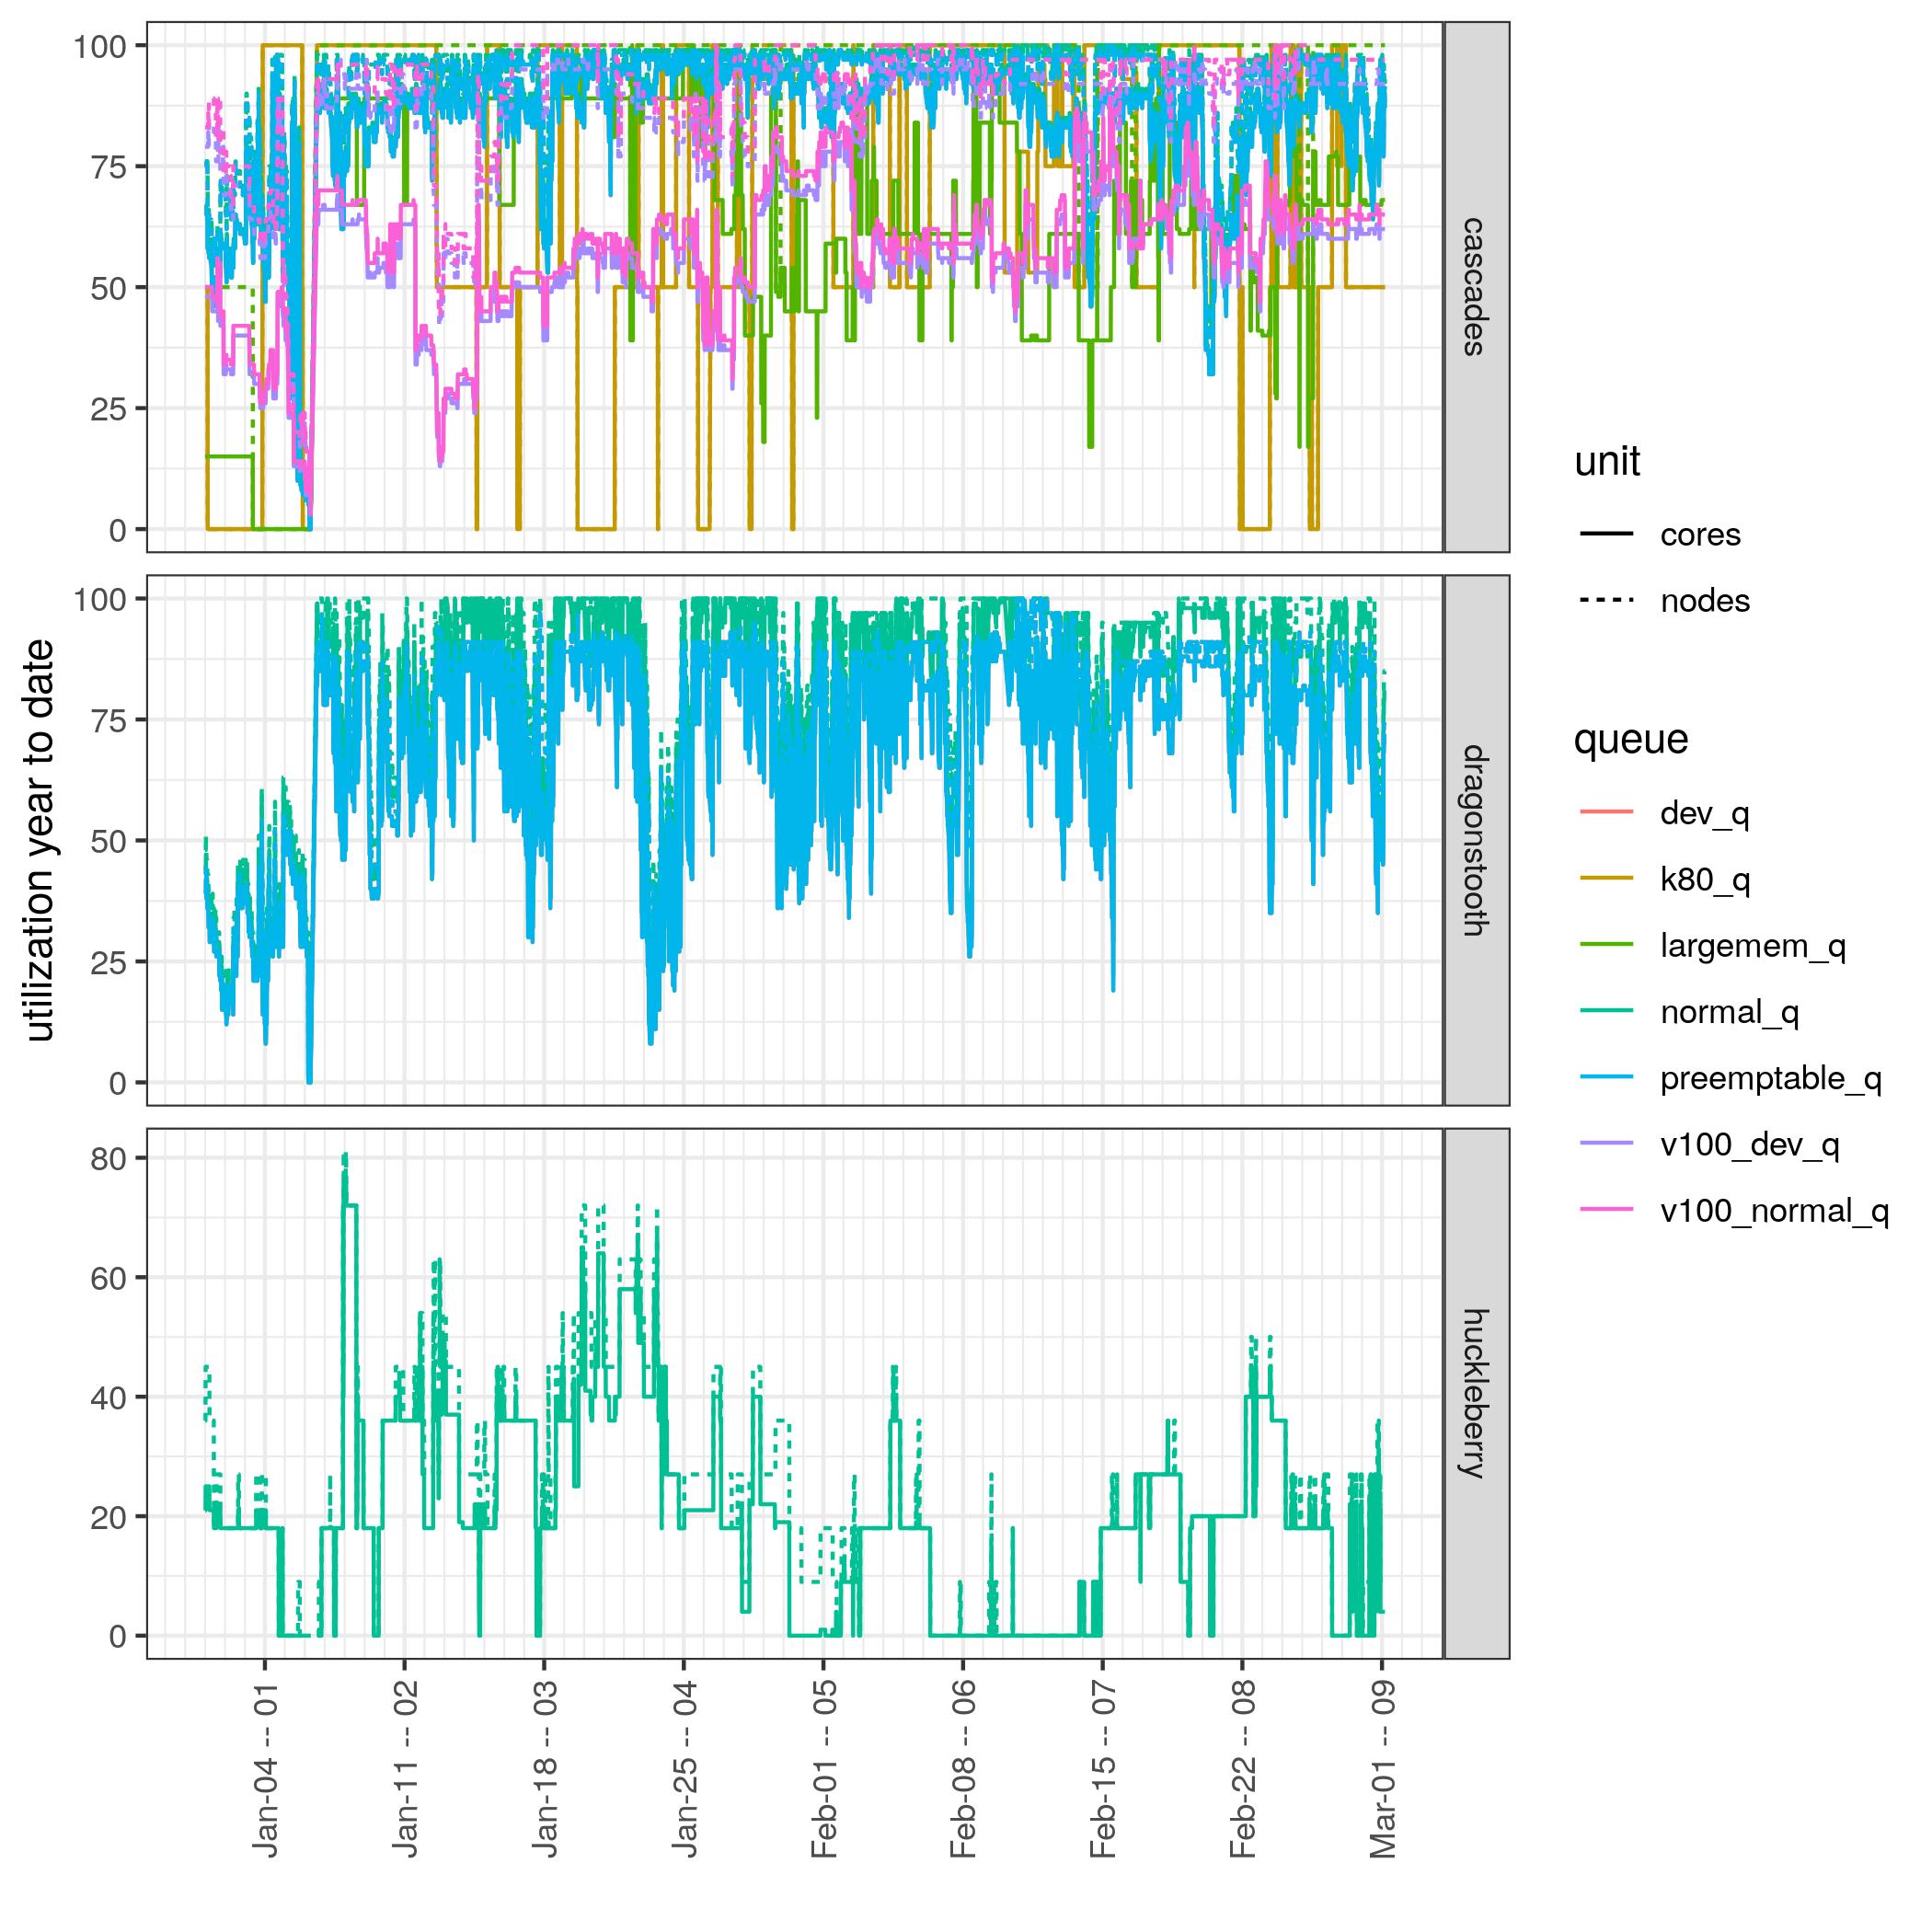 utilization year to date
100
75
50
25
0
cascades
100
75
50
25
0
dragonstooth
80
60
40
20
0
huckleberry
Jan-04 -- 01
Jan-11 -- 02
Jan-18 -- 03
Jan-25 -- 04
Feb-01 -- 05
Feb-08 -- 06
Feb-15 -- 07
Feb-22 -- 08
Mar-01 -- 09
unit
cores
nodes
queue
dev_q
k80_q
largemem_q
normal_q
preemptable_q
v100_dev_q
v100_normal_q